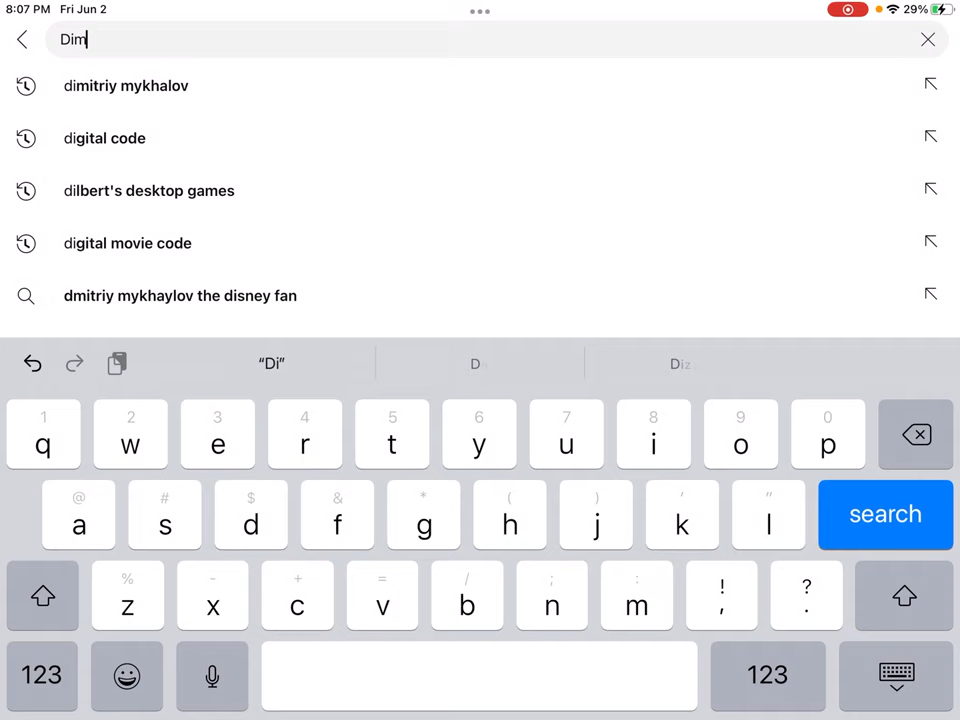 8:07 PM Fri Jun 2 29%
Dim
dimitriy mykhalov
digital code
dilbert's desktop games
digital movie code
dmitriy mykhaylov the disney fan
“Di” D Diz
1 2 3 4 5 6 7 8 9 0
q w e r t y u i o p
@ # $ & * ( ) ' "
a s d f g h j k l search
% - + = / ; : ! ?
z x c v b n m , .
123 123